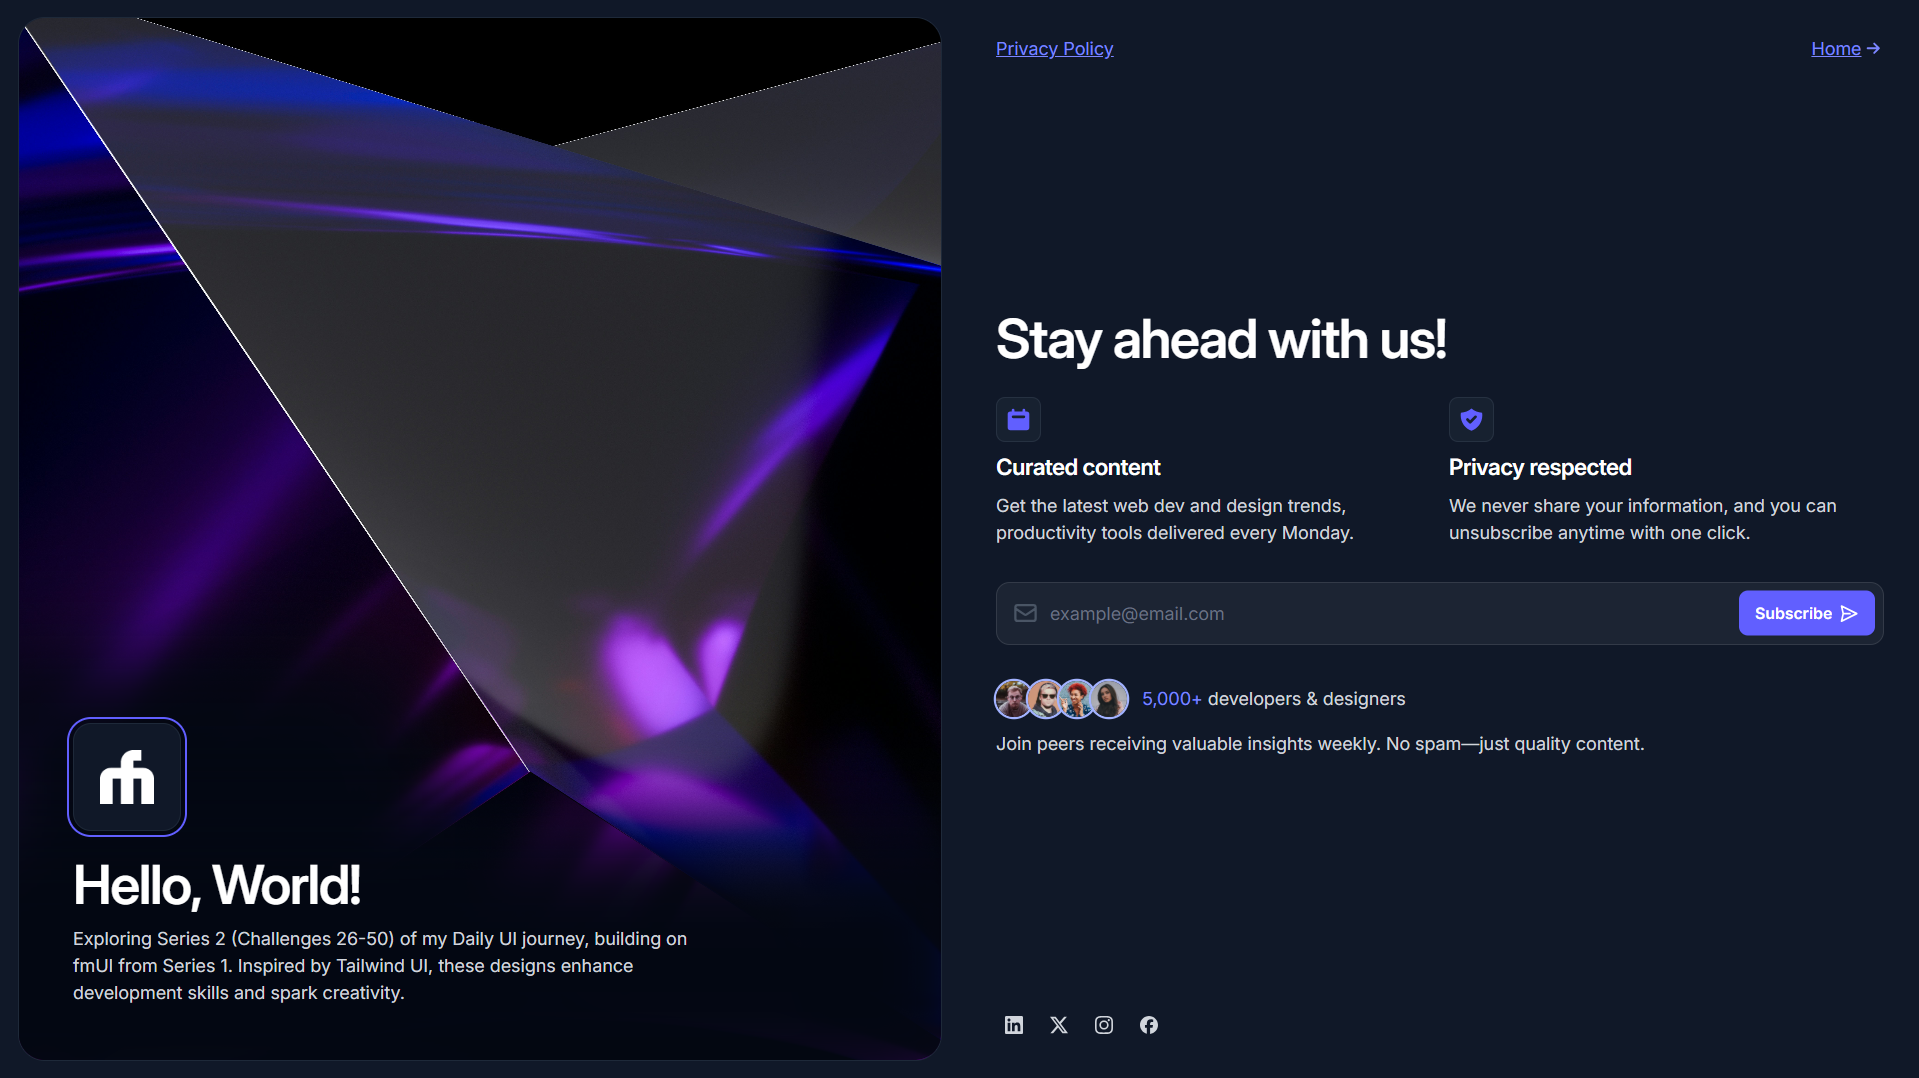 Privacy Policy
Home
Stay ahead with us!
Curated content
Get the latest web dev and design trends,
productivity tools delivered every Monday.
Privacy respected
We never share your information, and you can
unsubscribe anytime with one click.
example@email.com
Subscribe
5,000+ developers & designers
Join peers receiving valuable insights weekly. No spam—just quality content.
Hello, World!
Exploring Series 2 (Challenges 26-50) of my Daily UI journey, building on
fmUI from Series 1. Inspired by Tailwind UI, these designs enhance
development skills and spark creativity.